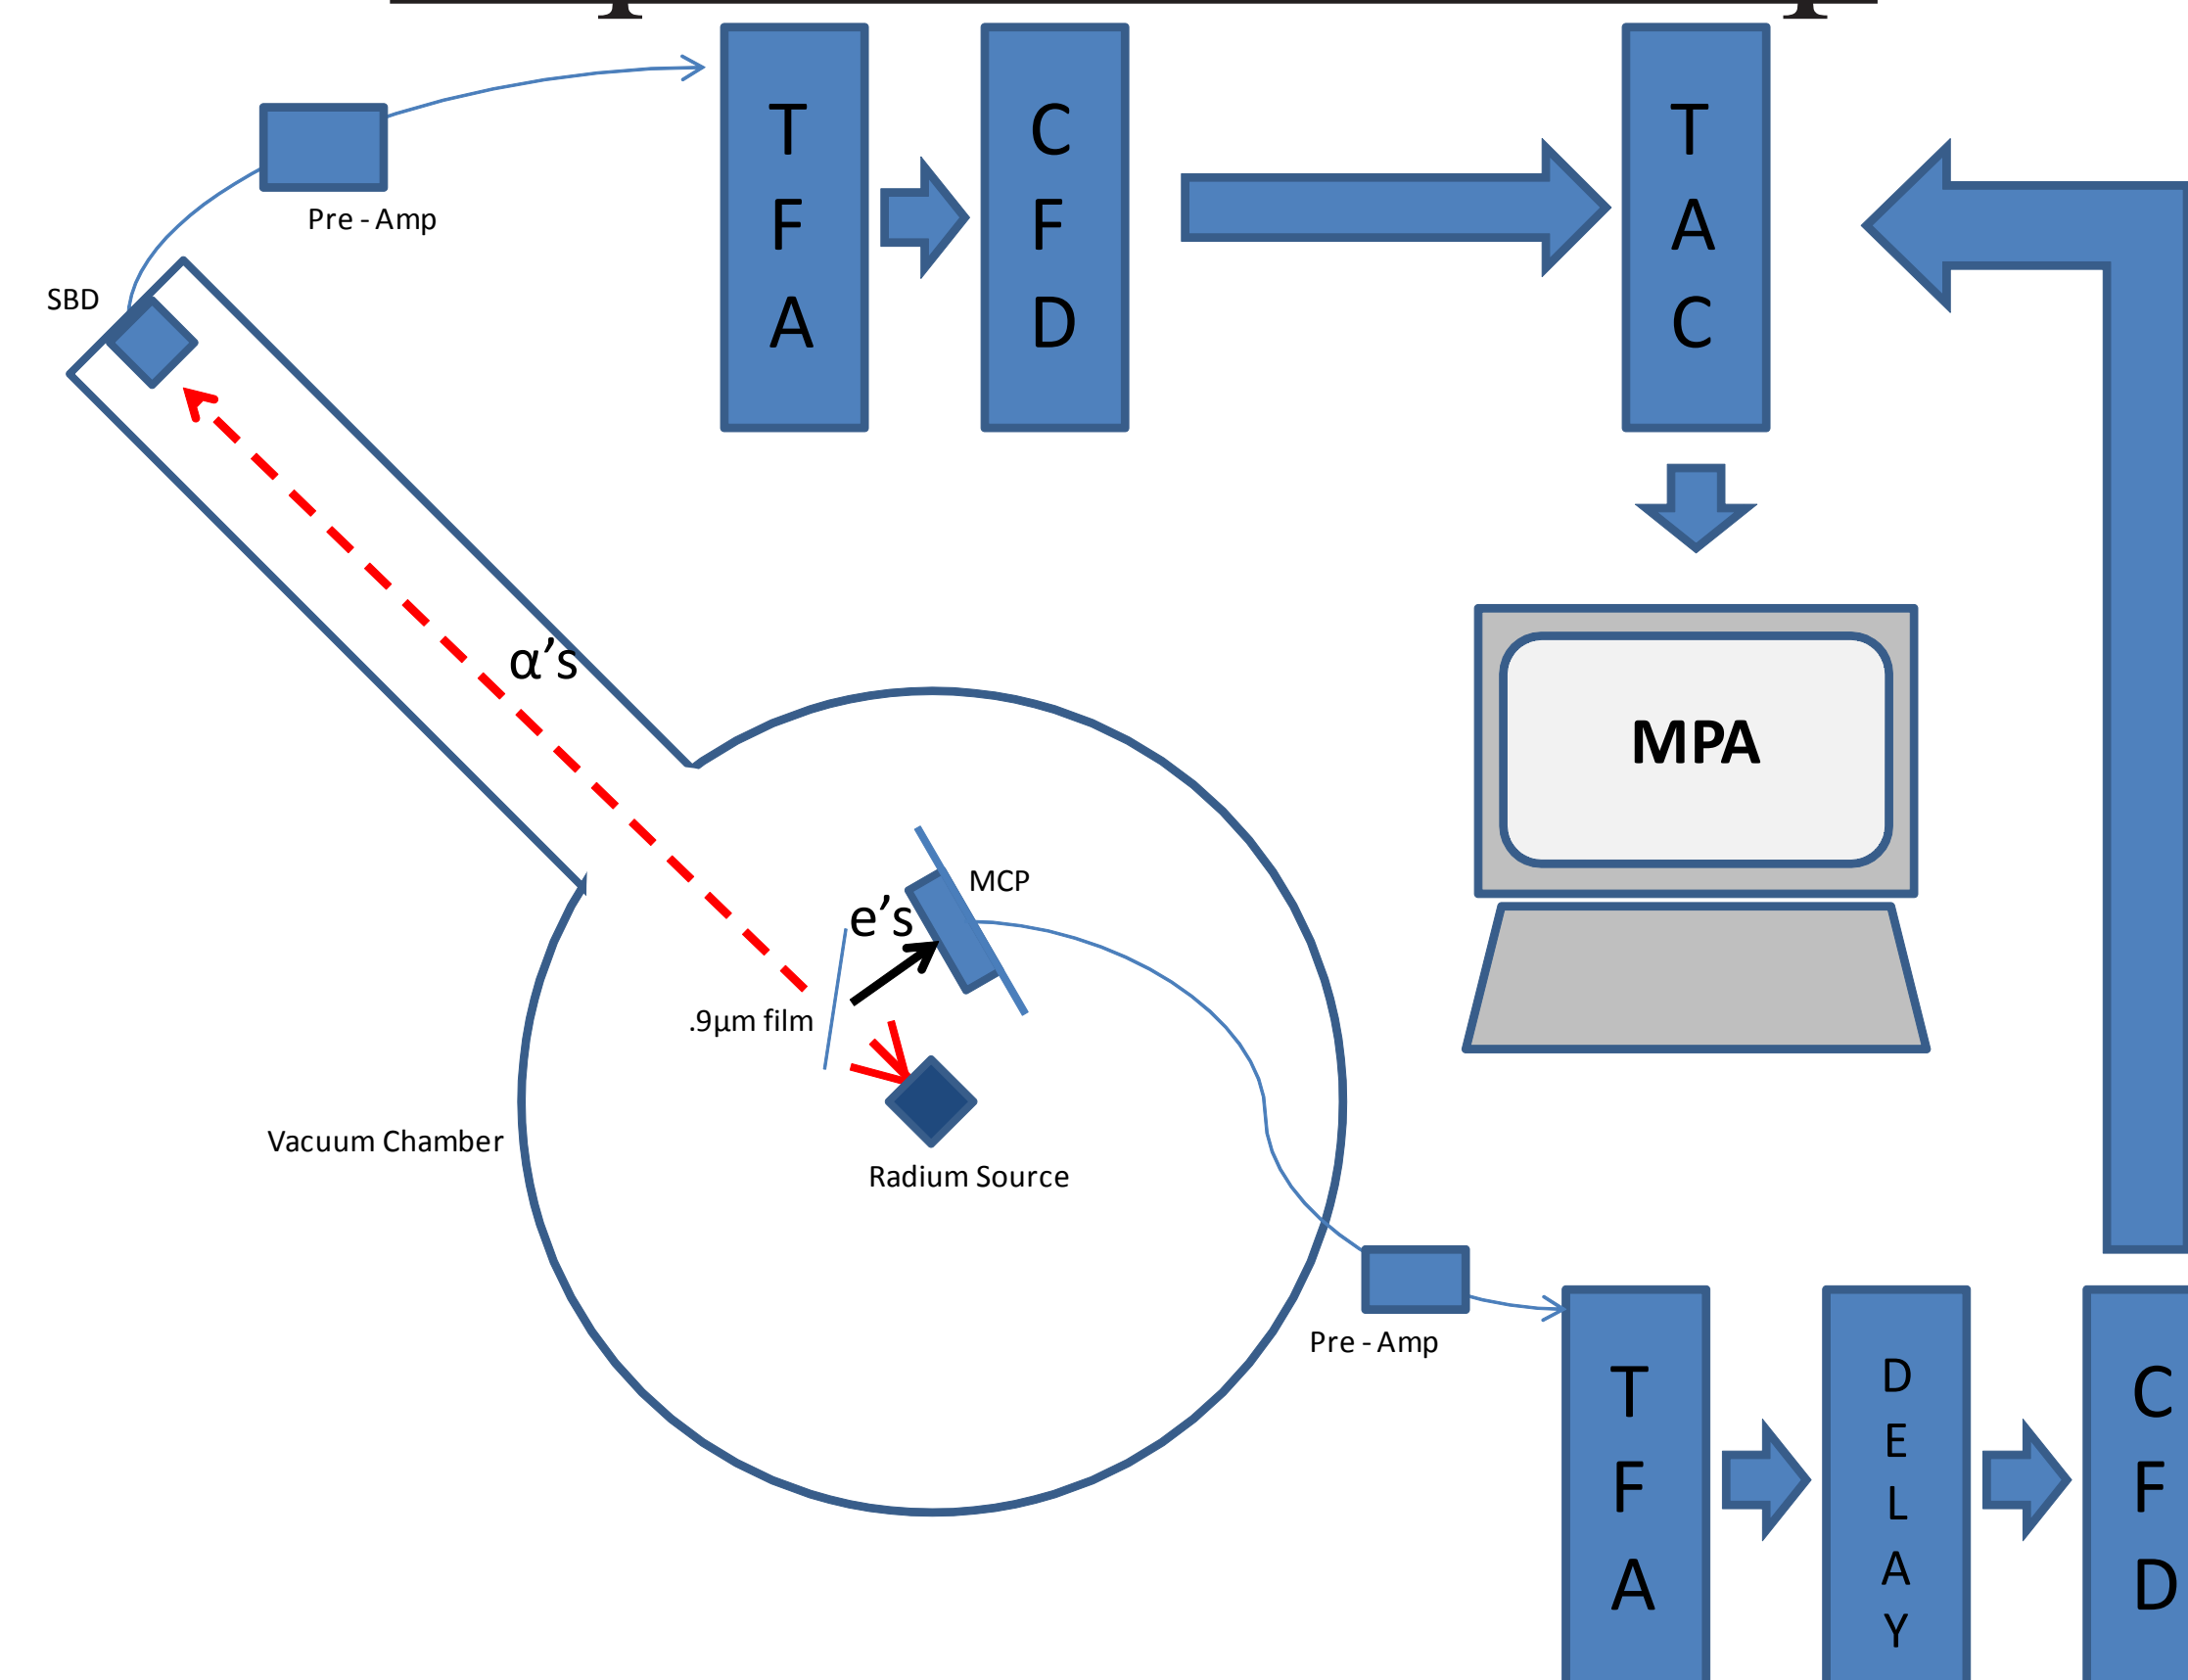 T
F
A
C
F
D
T
A
C
Pre - Amp
SBD
α's
MPA
MCP
e's
.9μm film
Vacuum Chamber
Radium Source
Pre - Amp
T
F
A
D
E
L
A
Y
C
F
D